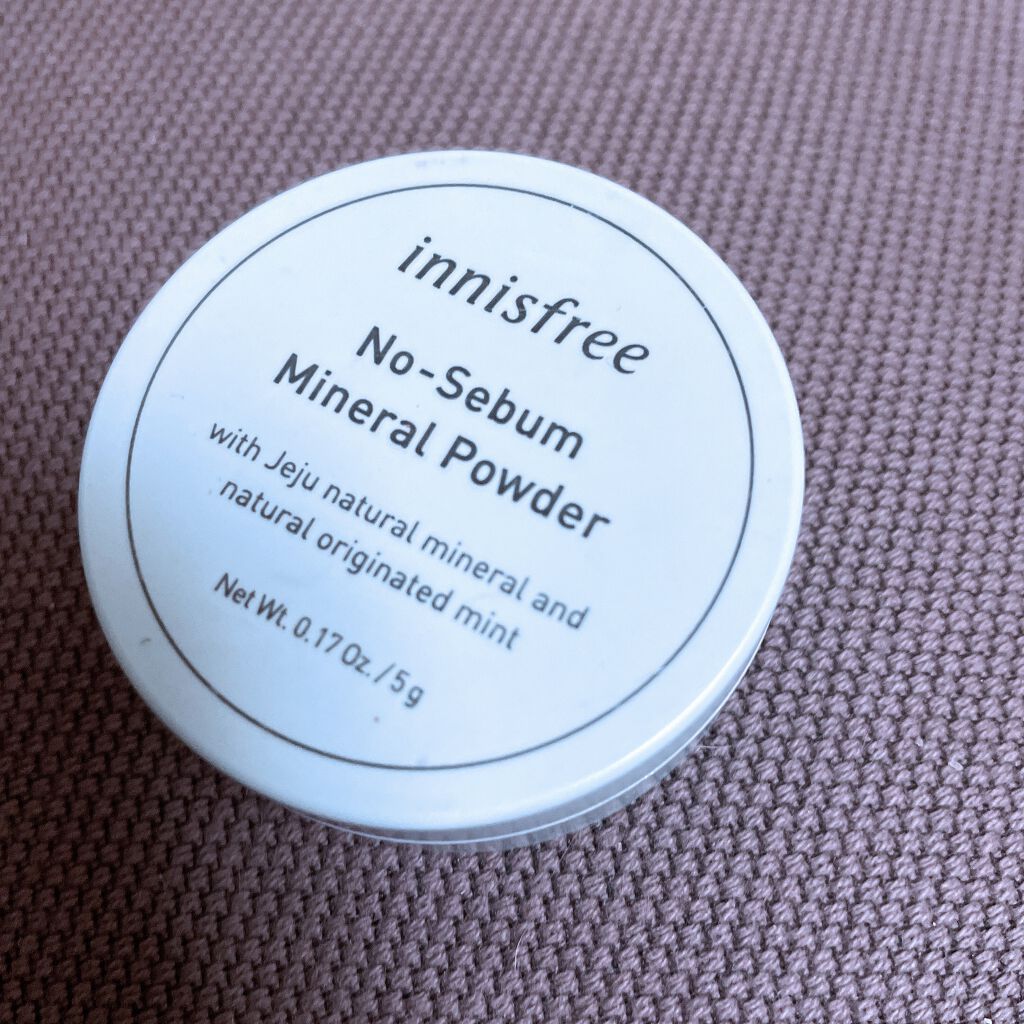 innisfree
No-Sebum
Mineral Powder
with Jeju natural mineral and
natural originated mint
Net Wt. 0.17 Oz. / 5 g